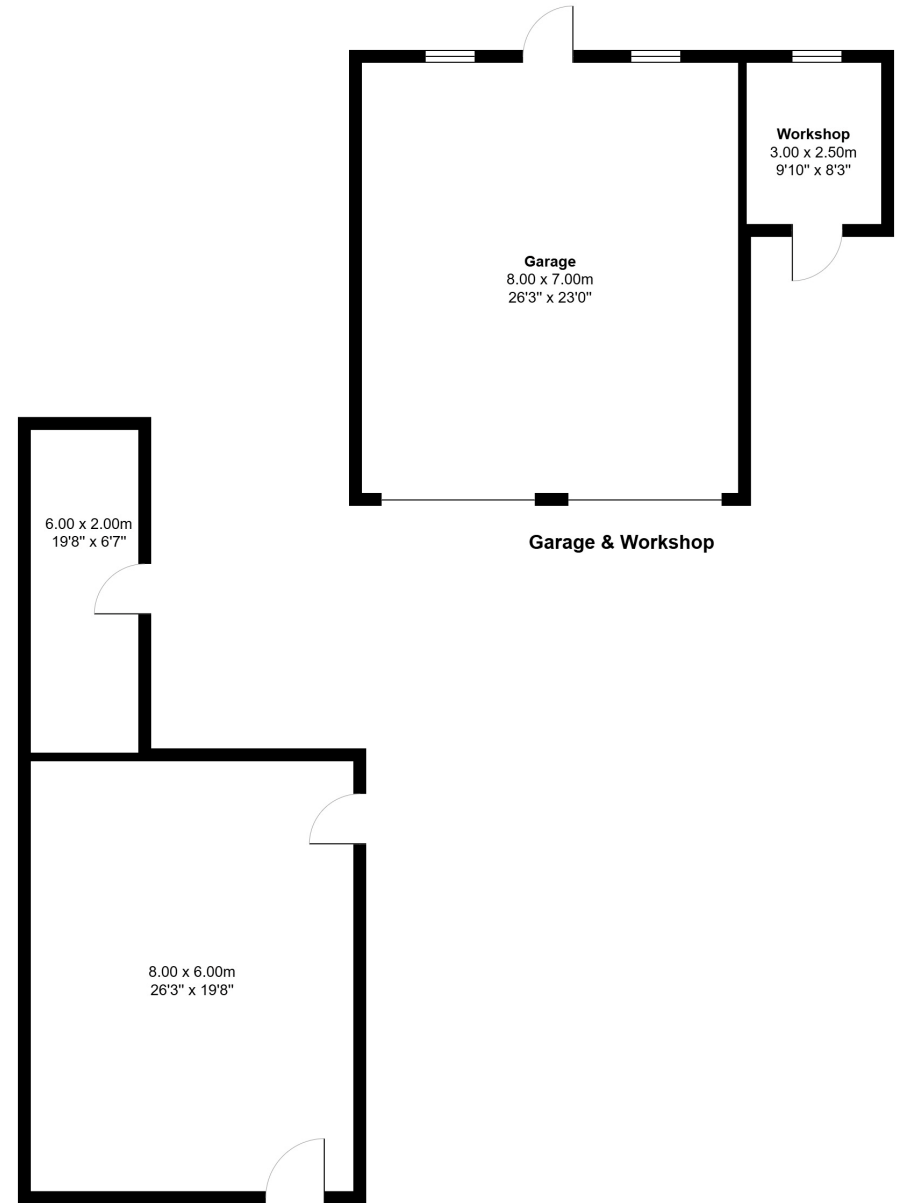 Workshop
3.00 x 2.50m
9'10" x 8'3"
Garage
8.00 x 7.00m
26'3" x 23'0"
Garage & Workshop
6.00 x 2.00m
19'8" x 6'7"
8.00 x 6.00m
26'3" x 19'8"